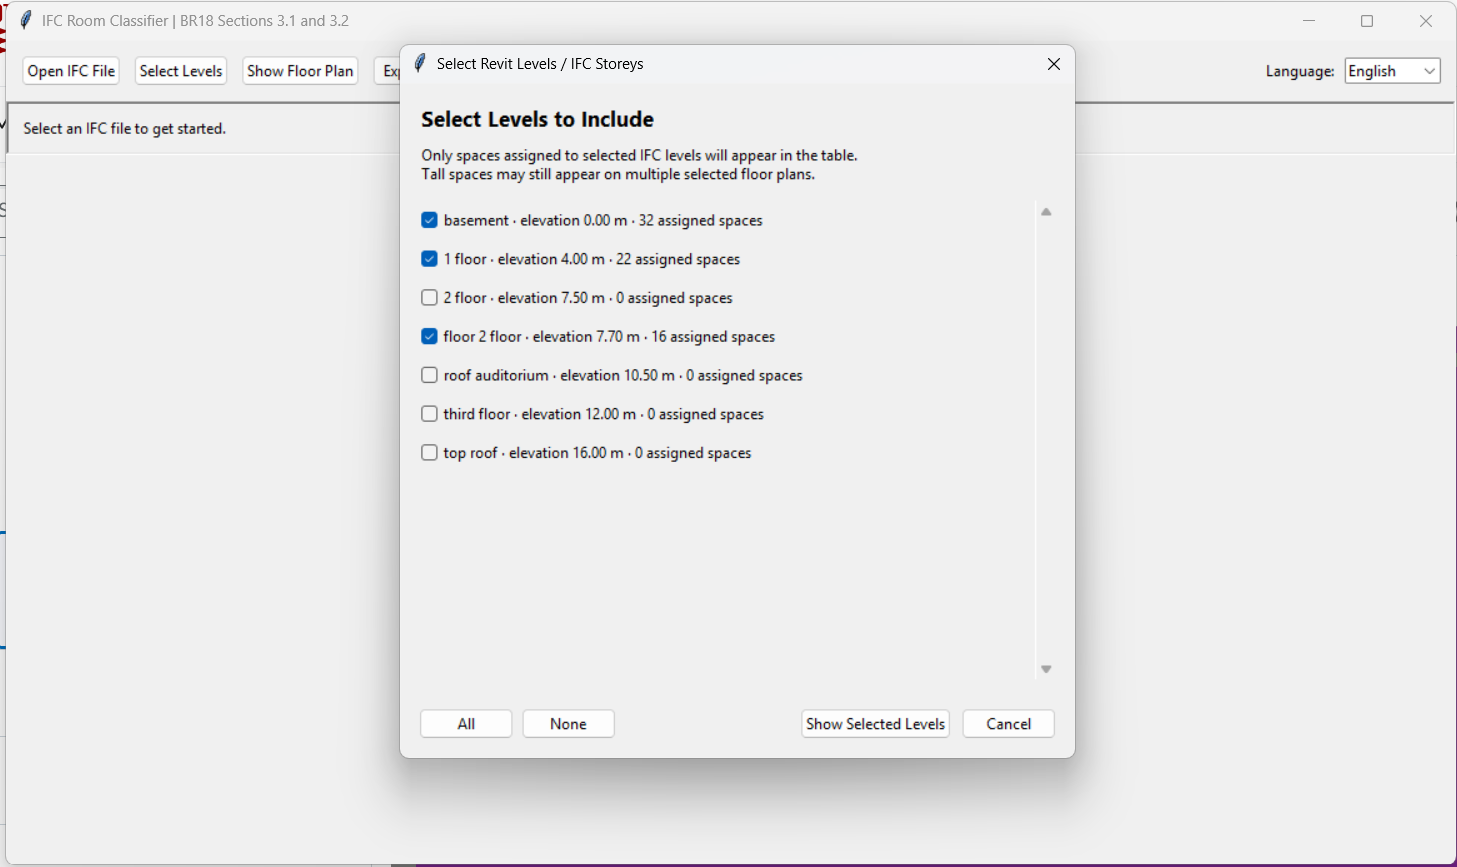 IFC Room Classifier | BR18 Sections 3.1 and 3.2
Open IFC File
Select Levels
Show Floor Plan
Language:
English
Select an IFC file to get started.
Select Revit Levels / IFC Storeys
Select Levels to Include
Only spaces assigned to selected IFC levels will appear in the table.
Tall spaces may still appear on multiple selected floor plans.
basement · elevation 0.00 m · 32 assigned spaces
1 floor · elevation 4.00 m · 22 assigned spaces
2 floor · elevation 7.50 m · 0 assigned spaces
floor 2 floor · elevation 7.70 m · 16 assigned spaces
roof auditorium · elevation 10.50 m · 0 assigned spaces
third floor · elevation 12.00 m · 0 assigned spaces
top roof · elevation 16.00 m · 0 assigned spaces
All
None
Show Selected Levels
Cancel